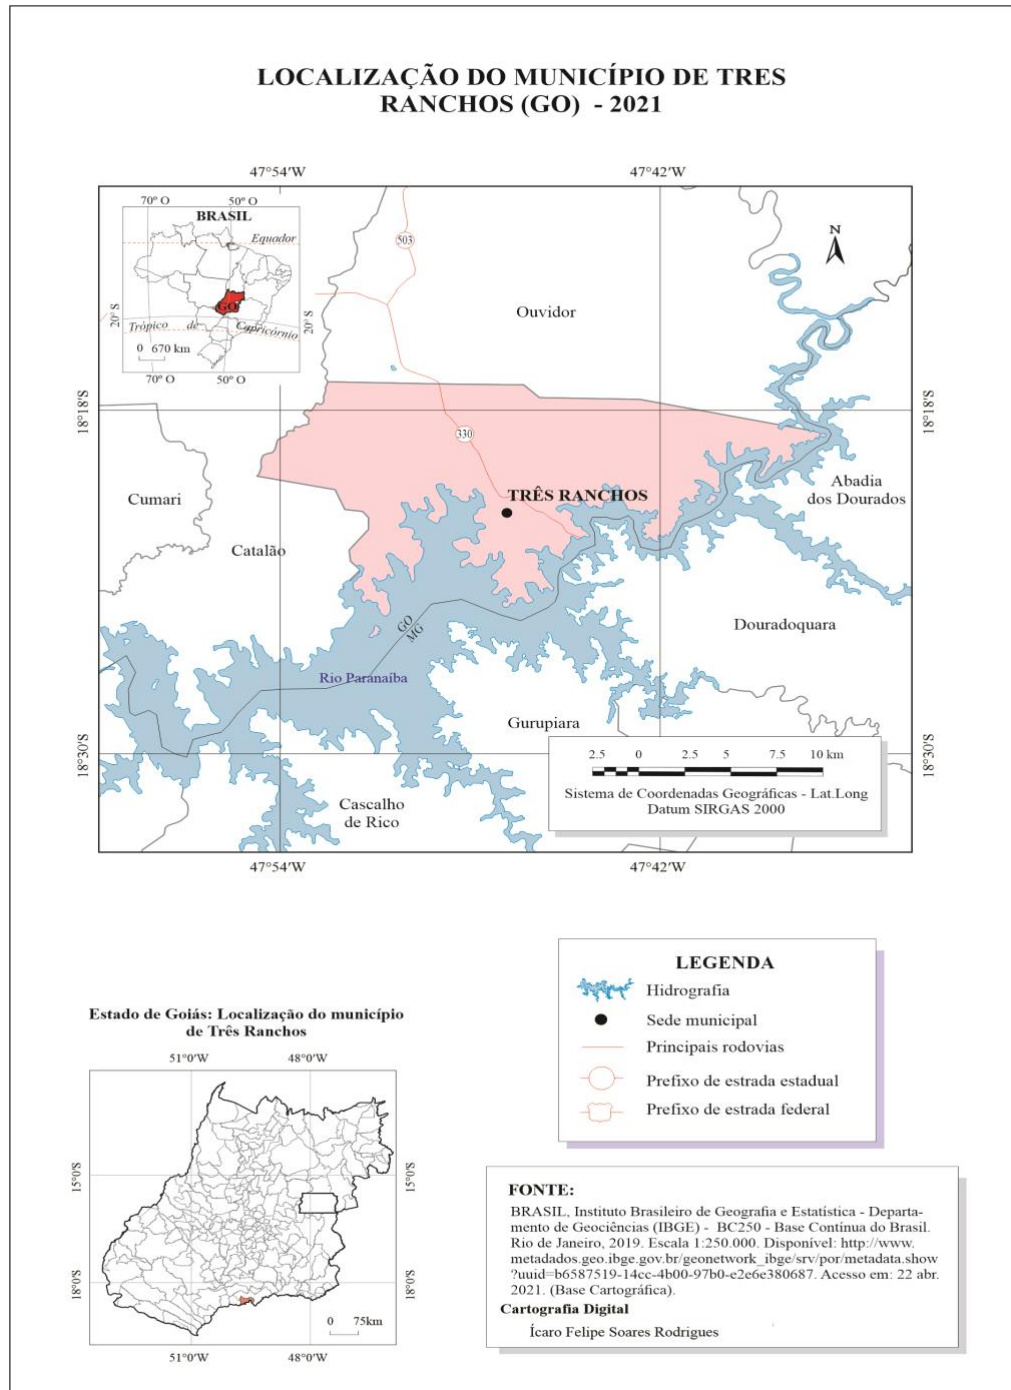 LOCALIZAÇÃO DO MUNICÍPIO DE TRES
RANCHOS (GO) - 2021
47°54'W
47°42'W
70° O
50° O
BRASIL
Equador
GO
20° S
20° S
Trópico de Capricórnio
0 670 km
70° O
50° O
503
N
Ouvidor
18°18'S
18°18'S
330
Cumari
TRÊS RANCHOS
Abadia
dos Dourados
Catalão
GO
MG
Douradoquara
Rio Paranaíba
Gurupiara
18°30'S
18°30'S
2.5 0 2.5 5 7.5 10 km
Sistema de Coordenadas Geográficas - Lat.Long
Datum SIRGAS 2000
Cascalho
de Rico
47°54'W
47°42'W
LEGENDA
Hidrografia
Sede municipal
Principais rodovias
Prefixo de estrada estadual
Prefixo de estrada federal
Estado de Goiás: Localização do município
de Três Ranchos
51°0'W
48°0'W
15°0'S
15°0'S
18°0'S
18°0'S
0 75km
51°0'W
48°0'W
FONTE:
BRASIL, Instituto Brasileiro de Geografia e Estatística - Departa-
mento de Geociências (IBGE) - BC250 - Base Contínua do Brasil.
Rio de Janeiro, 2019. Escala 1:250.000. Disponível: http://www.
metadados.geo.ibge.gov.br/geonetwork_ibge/srv/por/metadata.show
?uuid=b6587519-14cc-4b00-97b0-e2e6e380687. Acesso em: 22 abr.
2021. (Base Cartográfica).
Cartografia Digital
Ícaro Felipe Soares Rodrigues